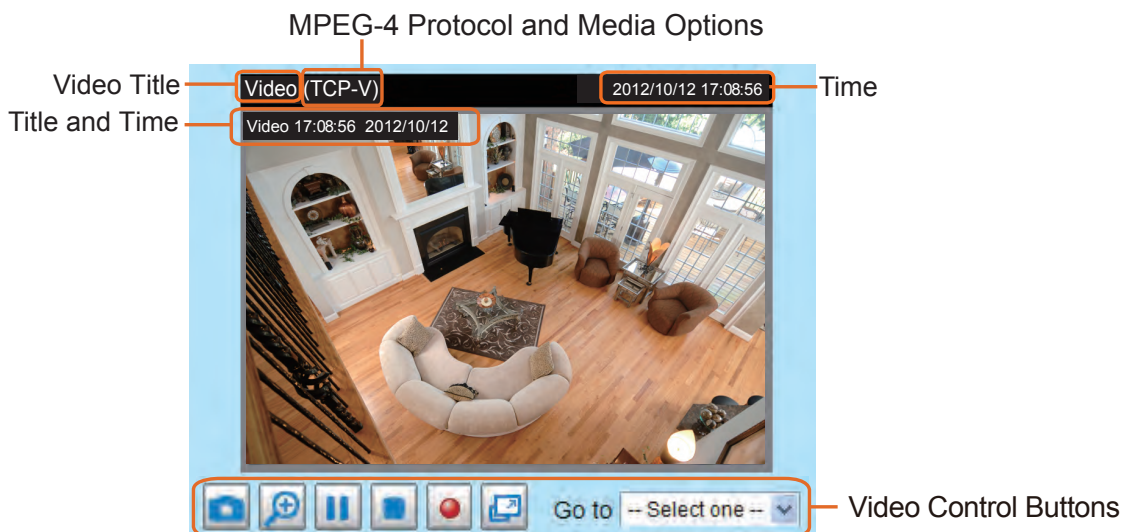 MPEG-4 Protocol and Media Options
Video Title
Video (TCP-V)
2012/10/12 17:08:56
Time
Title and Time
Video 17:08:56 2012/10/12
Go to
-- Select one --
Video Control Buttons